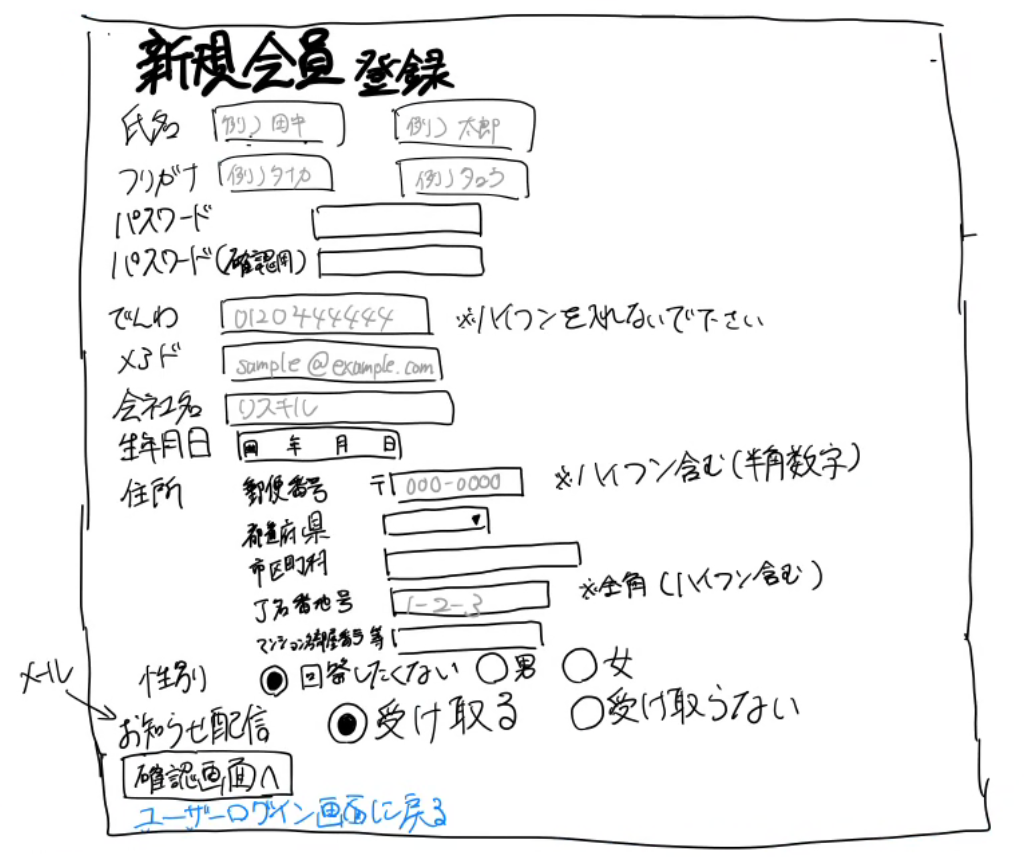 新規会員登録
氏名 例)田中 例)太郎
フリガナ 例)タナカ 例)タロウ
パスワード
パスワード(確認用)
でんわ 0120444444 ※ハイフンを入れないで下さい
メアド sample@example.com
会社名 リスキル
生年月日 年 月 日
住所 郵便番号 〒 000-0000 ※ハイフン含む(半角数字)
都道府県
市区町村
丁名番地号 1-2-3 ※全角(ハイフン含む)
マンション名部屋番号等
性別 回答したくない 男 女
メール
お知らせ配信 受け取る 受け取らない
確認画面へ
ユーザーログイン画面に戻る